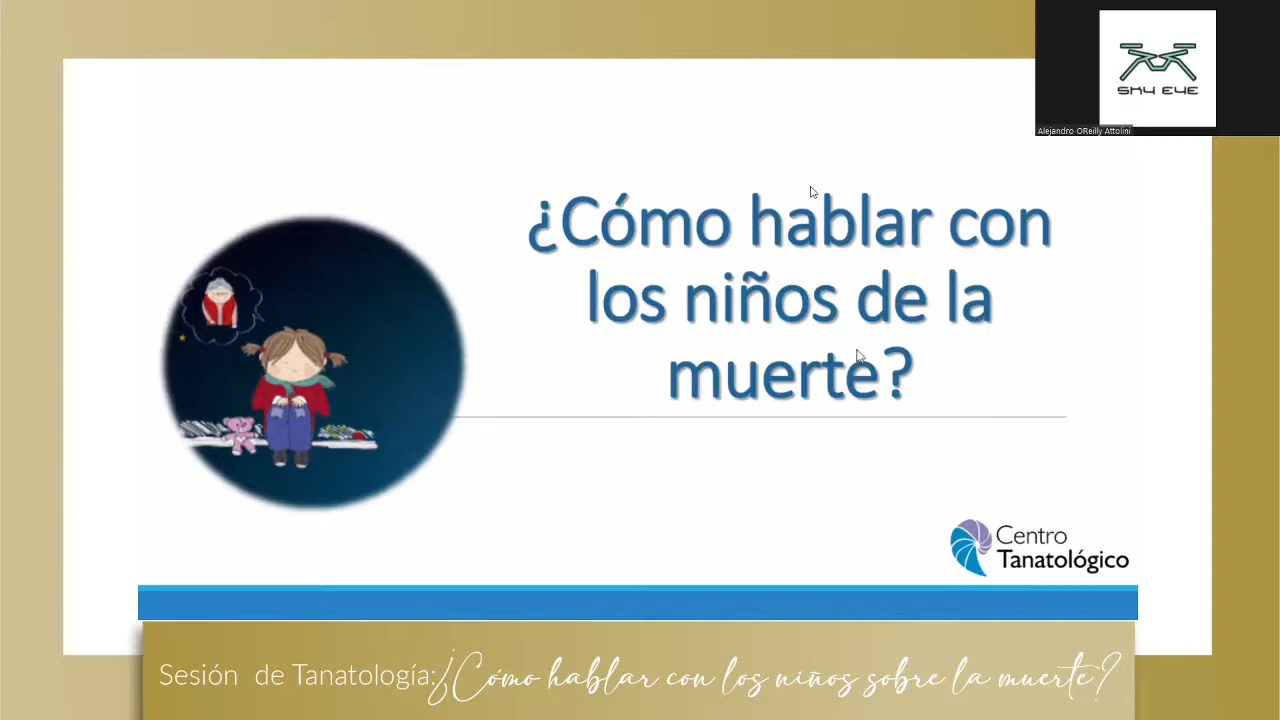 SKY EYE
Alejandro OReilly Attolini
¿Cómo hablar con
los niños de la
muerte?
Centro
Tanatológico
Sesión de Tanatología:¿Cómo hablar con los niños sobre la muerte?